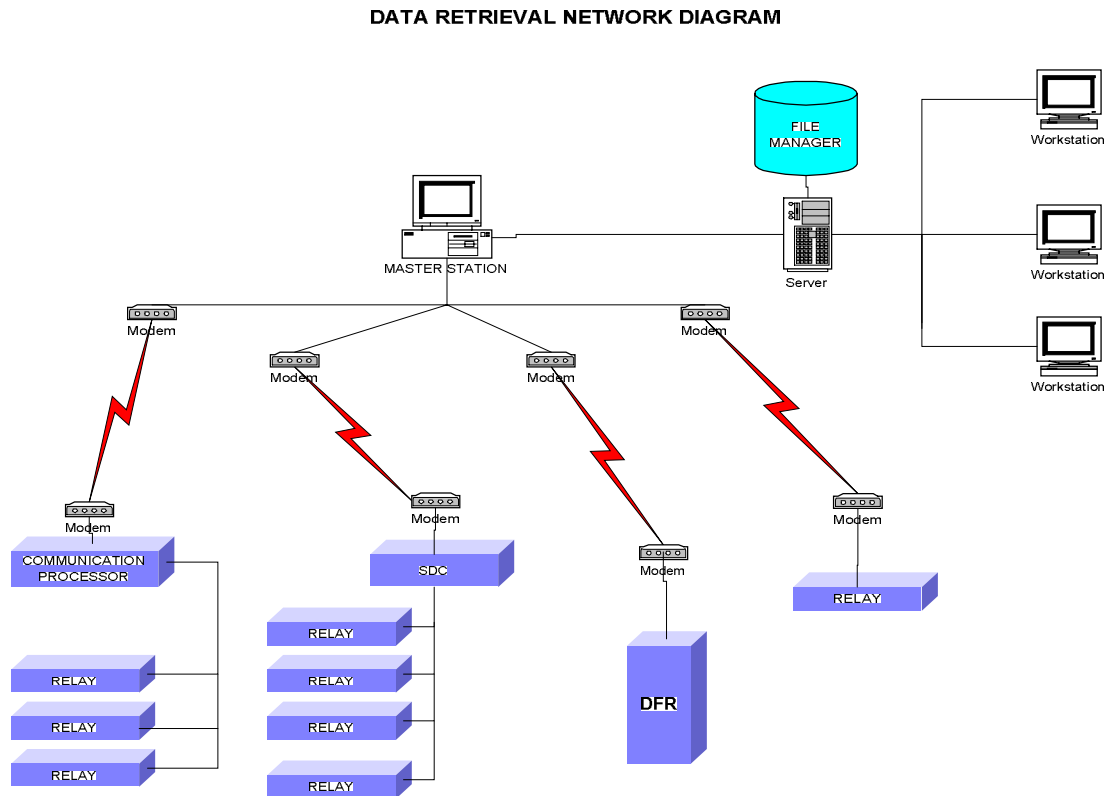 DATA RETRIEVAL NETWORK DIAGRAM
FILE
MANAGER
Workstation
MASTER STATION
Server
Workstation
Modem
Modem
Modem
Modem
Workstation
Modem
Modem
Modem
Modem
COMMUNICATION
PROCESSOR
SDC
RELAY
RELAY
RELAY
RELAY
RELAY
RELAY
RELAY
RELAY
DFR